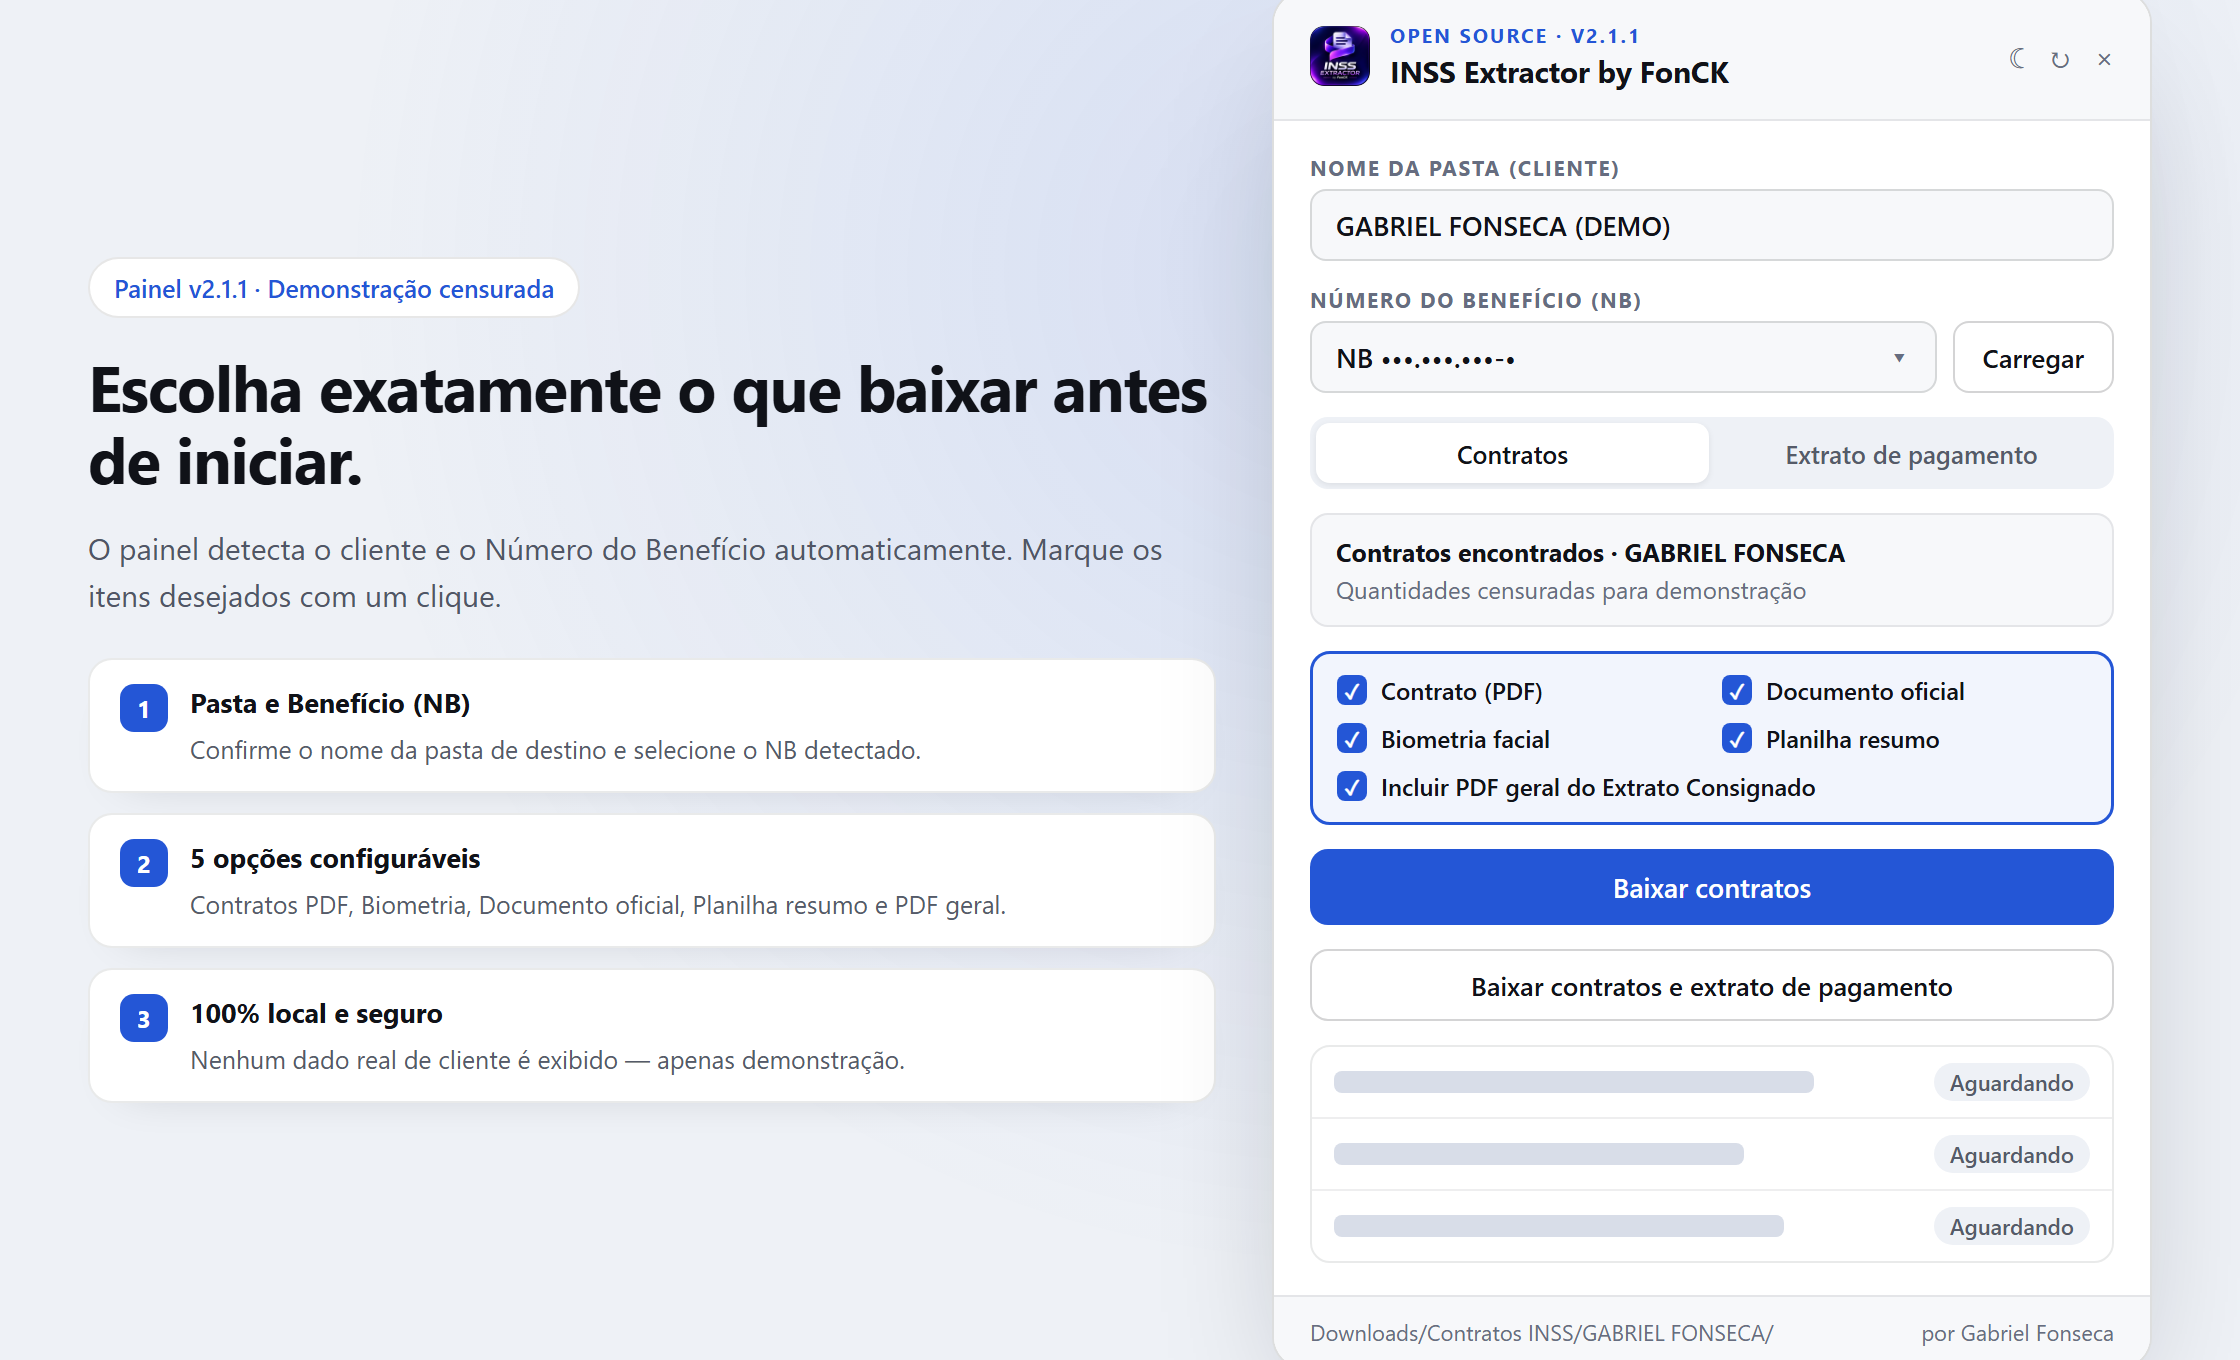 Painel v2.1.1 · Demonstração censurada
Escolha exatamente o que baixar antes
de iniciar.
O painel detecta o cliente e o Número do Benefício automaticamente. Marque os
itens desejados com um clique.
1
Pasta e Benefício (NB)
Confirme o nome da pasta de destino e selecione o NB detectado.
2
5 opções configuráveis
Contratos PDF, Biometria, Documento oficial, Planilha resumo e PDF geral.
3
100% local e seguro
Nenhum dado real de cliente é exibido — apenas demonstração.
INSS
EXTRACTOR
OPEN SOURCE · V2.1.1
INSS Extractor by FonCK
NOME DA PASTA (CLIENTE)
GABRIEL FONSECA (DEMO)
NÚMERO DO BENEFÍCIO (NB)
NB •••.•••.•••-•
Carregar
Contratos
Extrato de pagamento
Contratos encontrados · GABRIEL FONSECA
Quantidades censuradas para demonstração
Contrato (PDF)
Documento oficial
Biometria facial
Planilha resumo
Incluir PDF geral do Extrato Consignado
Baixar contratos
Baixar contratos e extrato de pagamento
Aguardando
Aguardando
Aguardando
Downloads/Contratos INSS/GABRIEL FONSECA/
por Gabriel Fonseca